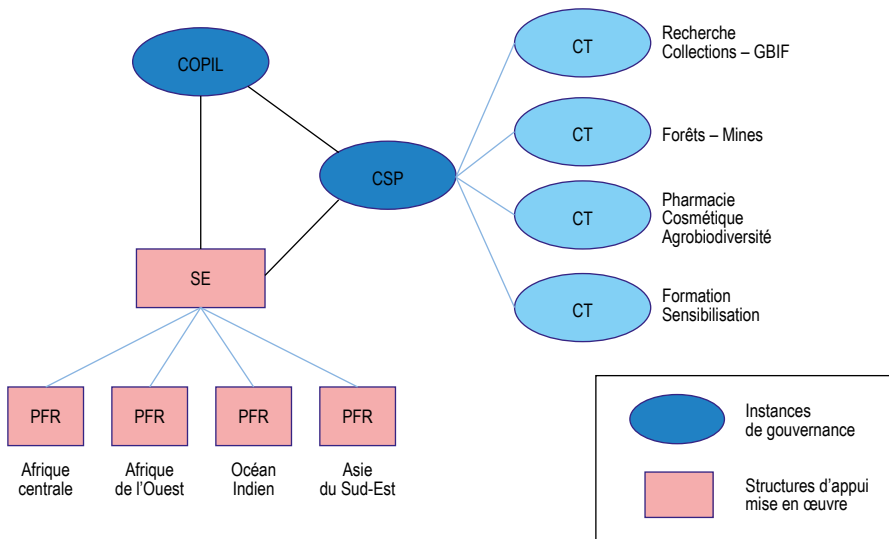 COPIL
CSP
SE
CT
Recherche
Collections – GBIF
CT
Forêts – Mines
CT
Pharmacie
Cosmétique
Agrobiodiversité
CT
Formation
Sensibilisation
PFR
Afrique
centrale
PFR
Afrique
de l’Ouest
PFR
Océan
Indien
PFR
Asie
du Sud-Est
Instances
de gouvernance
Structures d’appui
mise en œuvre